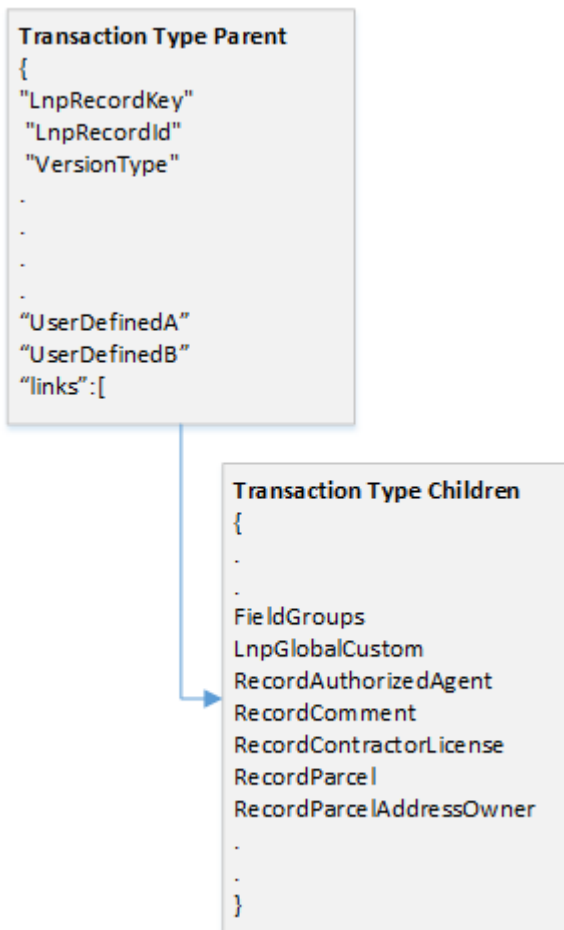 Transaction Type Parent
{
"LnpRecordKey"
"LnpRecordId"
"VersionType"
.
.
.
.
“UserDefinedA”
“UserDefinedB”
“links”:[
Transaction Type Children
{
.
.
FieldGroups
LnpGlobalCustom
RecordAuthorizedAgent
RecordComment
RecordContractorLicense
RecordParcel
RecordParcelAddressOwner
.
.
}